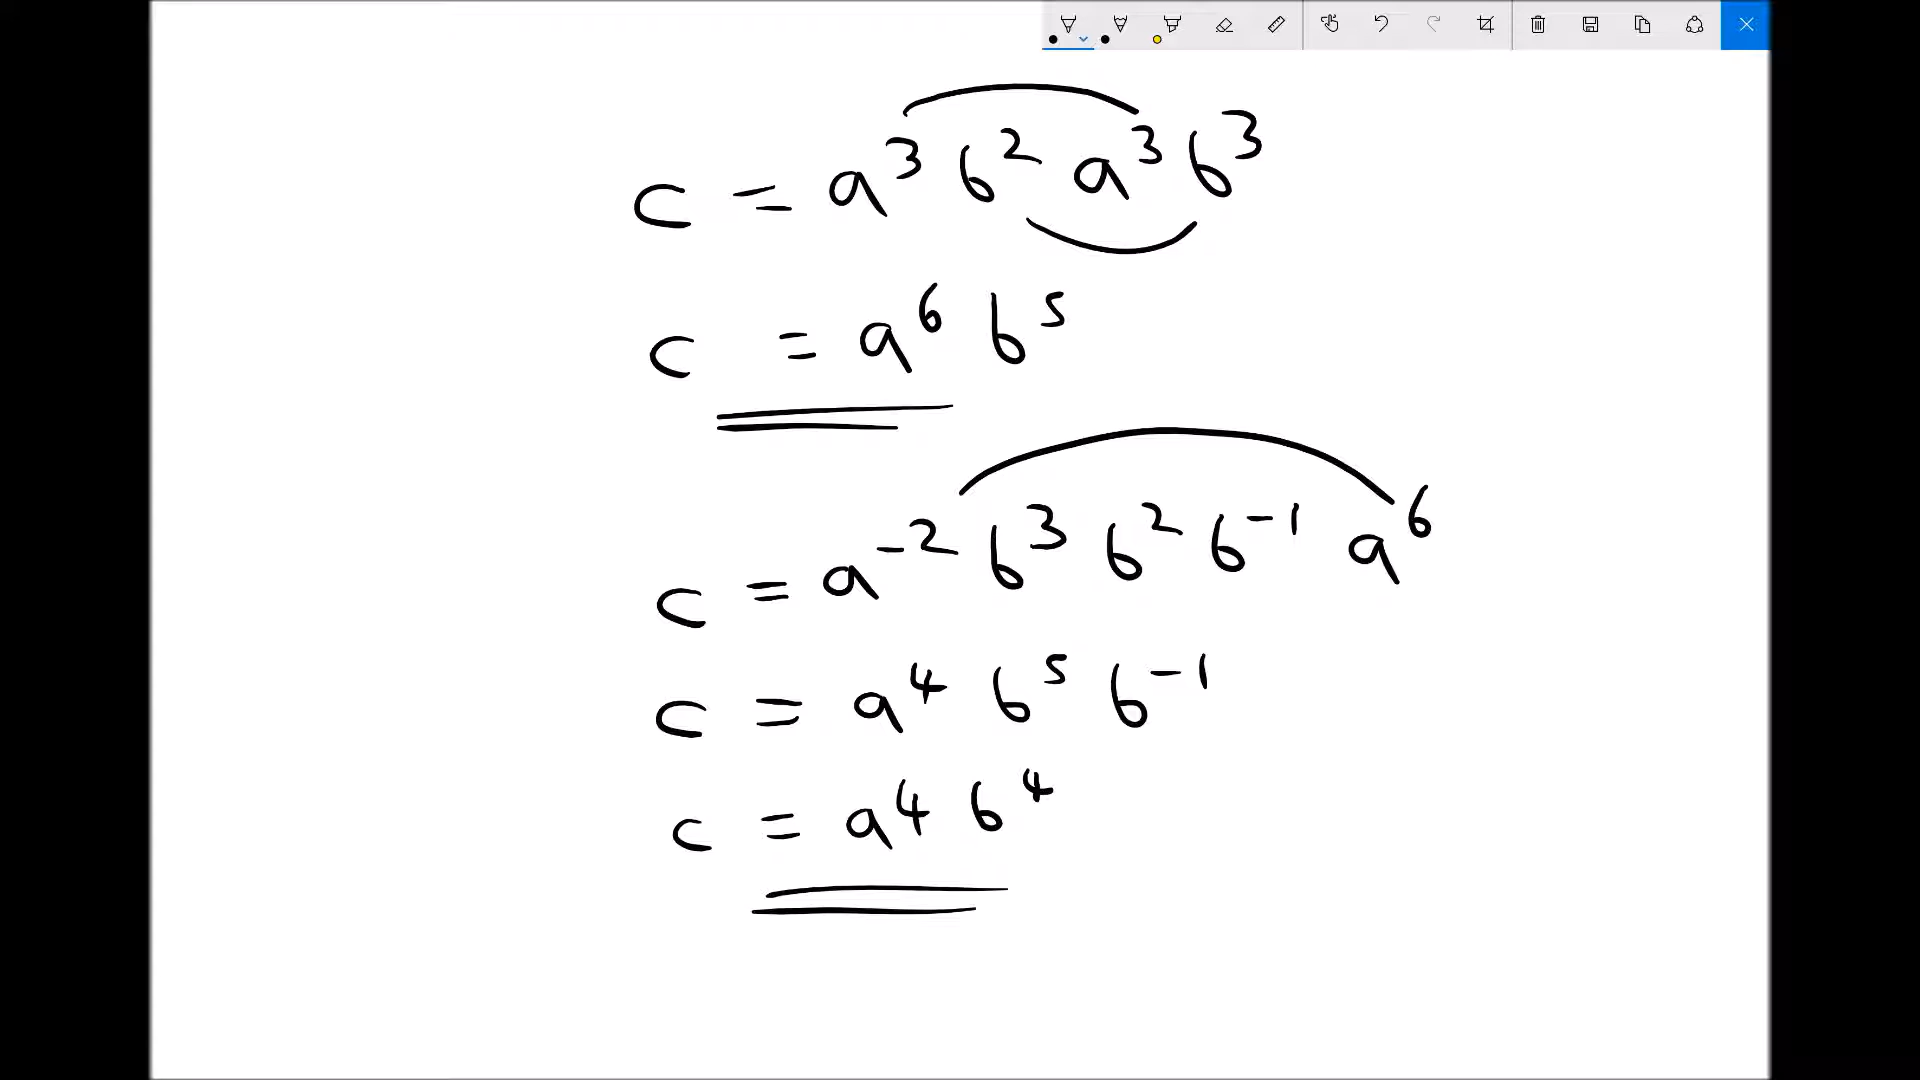 c = a³ b² a³ b³
c = a⁶ b⁵
c = a⁻² b³ b² b⁻¹ a⁶
c = a⁴ b⁵ b⁻¹
c = a⁴ b⁴